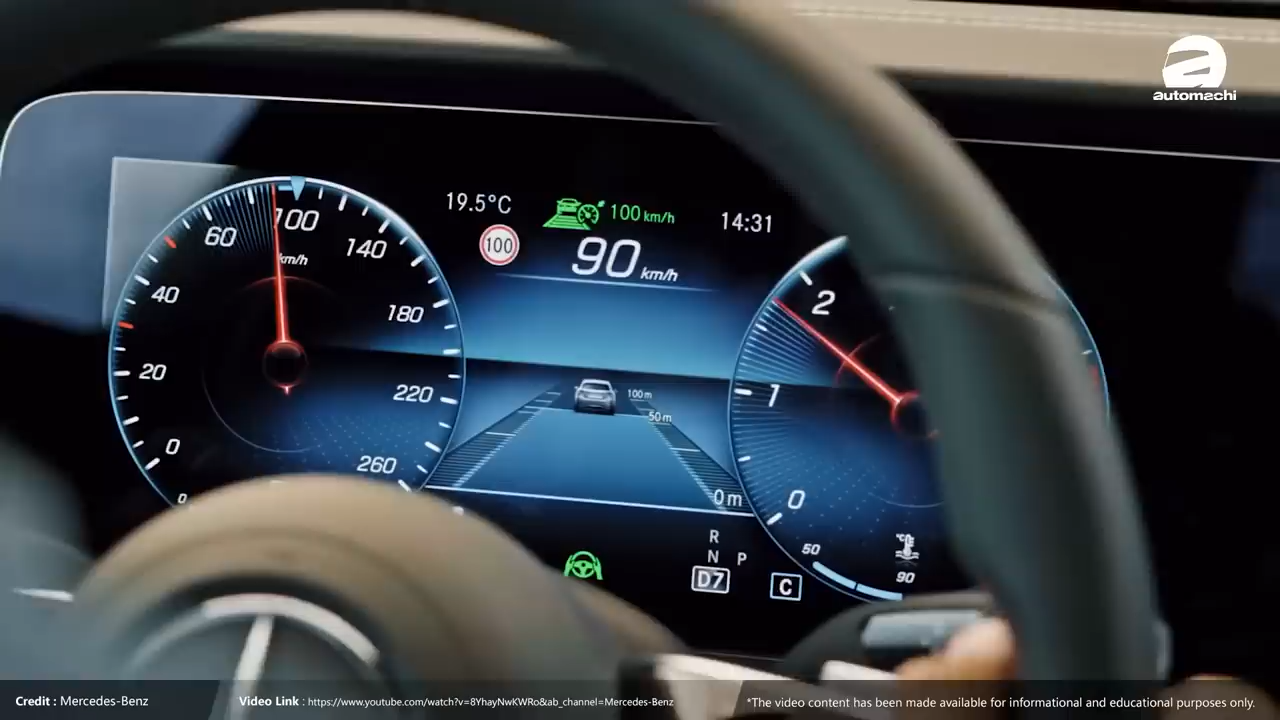 automachi
19.5°C
100 km/h
14:31
100
90 km/h
100
60
140
km/h
40
180
20
220
0
260
0
2
1
0
100 m
50 m
0 m
R
N
P
D7
C
50
°C
90
Credit : Mercedes-Benz
Video Link : https://www.youtube.com/watch?v=8YhayNwKWRo&ab_channel=Mercedes-Benz
*The video content has been made available for informational and educational purposes only.